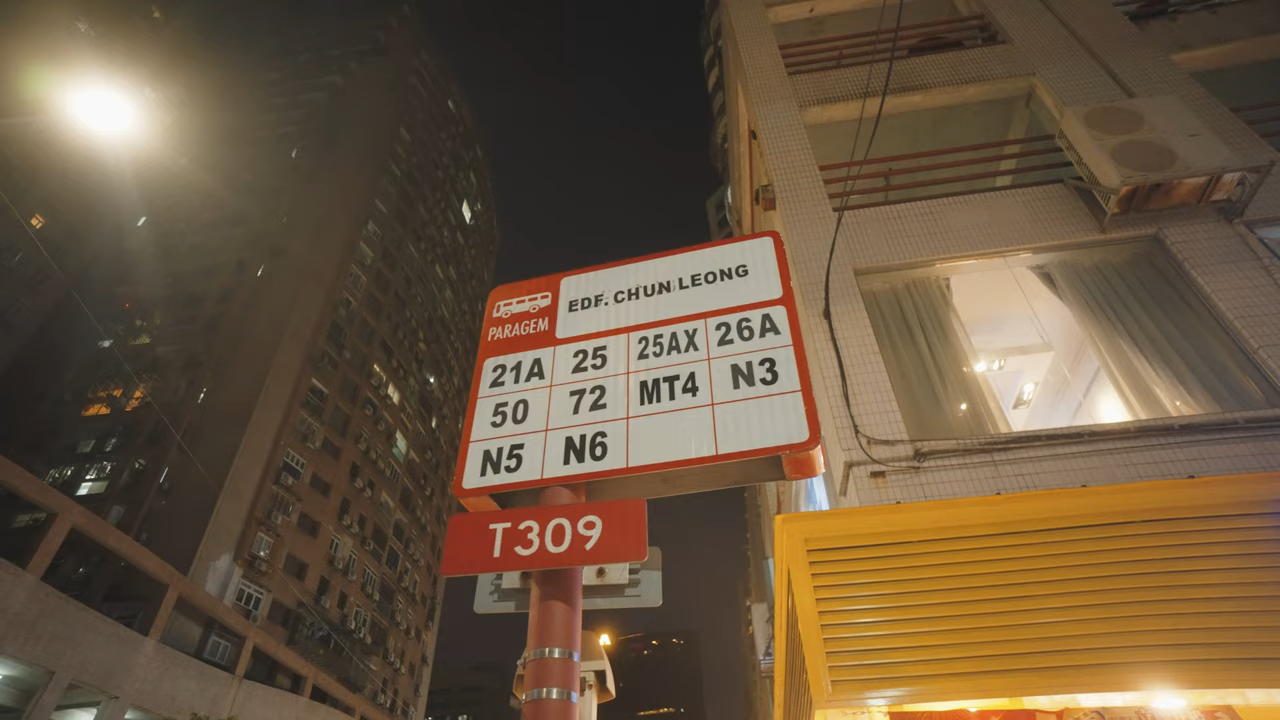 EDF. CHUN LEONG
PARAGEM
21A 25 25AX 26A
50 72 MT4 N3
N5 N6
T309